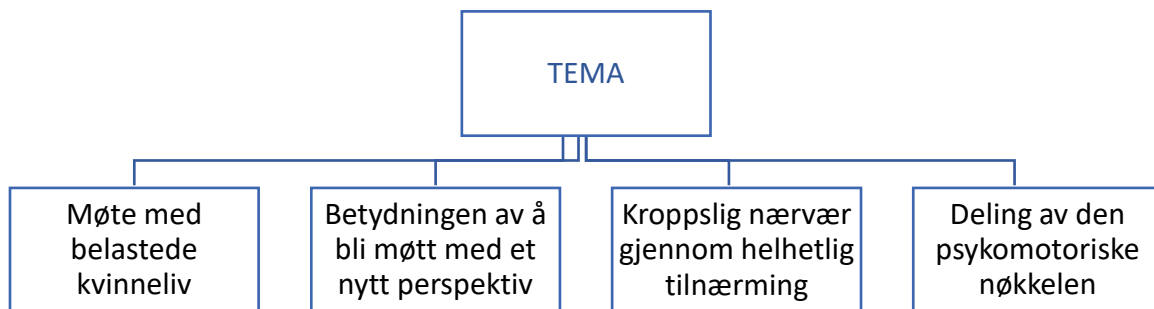 TEMA
Møte med
belastede
kvinneliv
Betydningen av å
bli møtt med et
nytt perspektiv
Kroppslig nærvær
gjennom helhetlig
tilnærming
Deling av den
psykomotoriske
nøkkelen